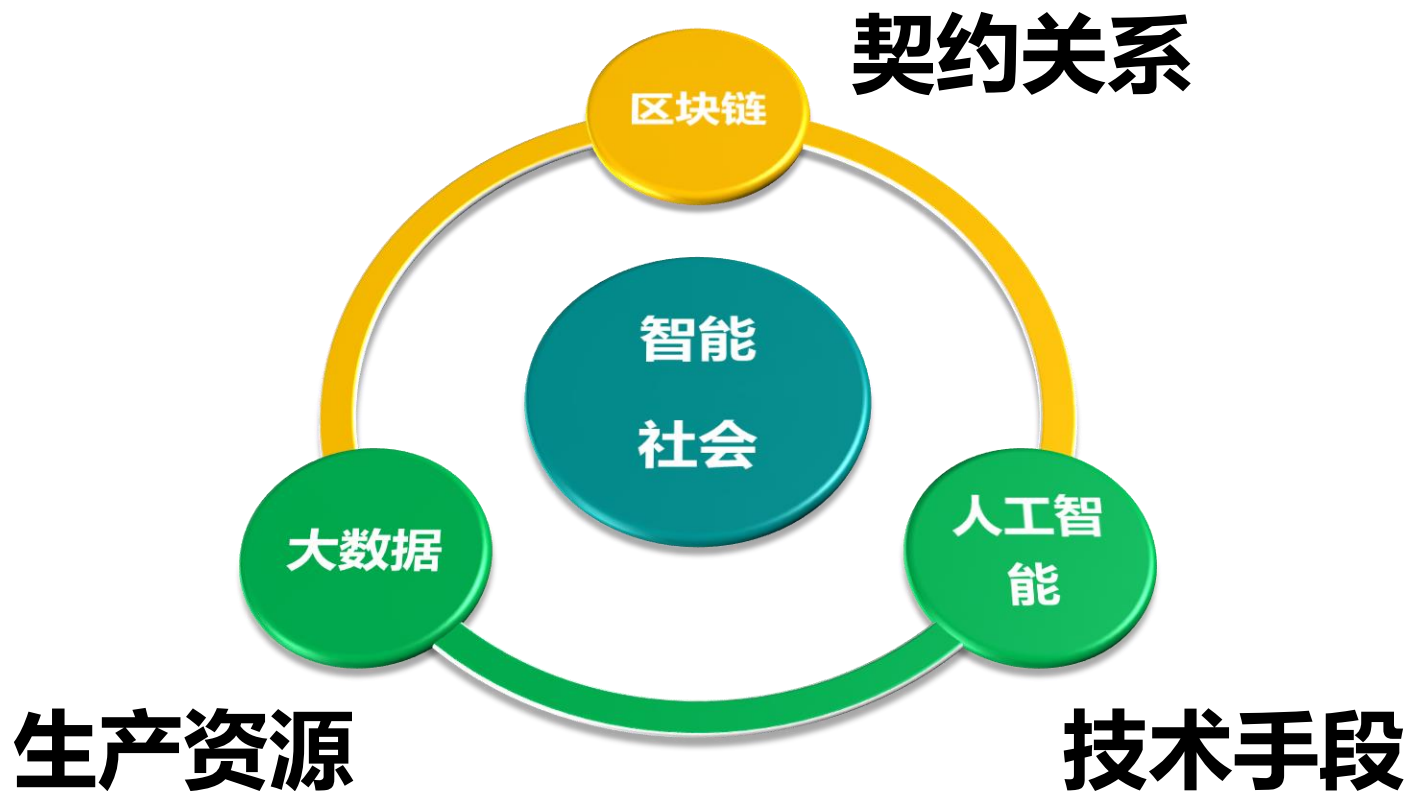 契约关系
区块链
智能
社会
大数据
人工智
能
生产资源
技术手段